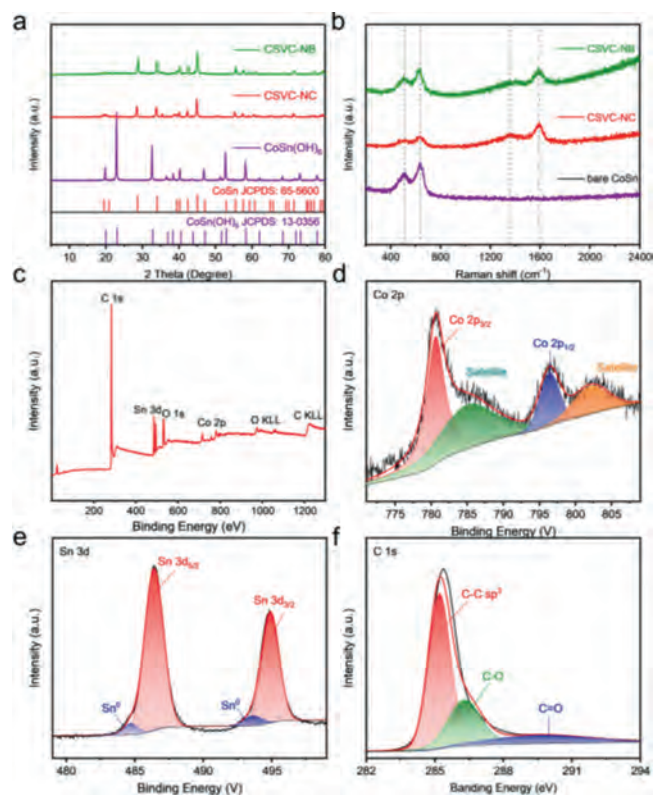 a
Intensity (a.u.)
CSVC-NB
CSVC-NC
CoSn(OH)₆
CoSn JCPDS: 65-5600
CoSn(OH)₆ JCPDS: 13-0356
10 20 30 40 50 60 70 80
2 Theta (Degree)
b
Intensity (a.u.)
CSVC-NB
CSVC-NC
bare CoSn
400 800 1200 1600 2000 2400
Raman shift (cm⁻¹)
c
Intensity (a.u.)
C 1s
Sn 3d
O 1s
Co 2p
O KLL
C KLL
200 400 600 800 1000 1200
Binding Energy (eV)
d
Intensity (a.u.)
Co 2p
Co 2p₃/₂
Satellite
Co 2p₁/₂
Satellite
775 780 785 790 795 802 805
Binding Energy (V)
e
Intensity (a.u.)
Sn 3d
Sn 3d₅/₂
Sn 3d₃/₂
Sn⁰
Sn⁰
480 485 490 495
Binding Energy (V)
f
Intensity (a.u.)
C 1s
C-C sp³
C-O
C=O
282 285 288 291 294
Banding Energy (eV)